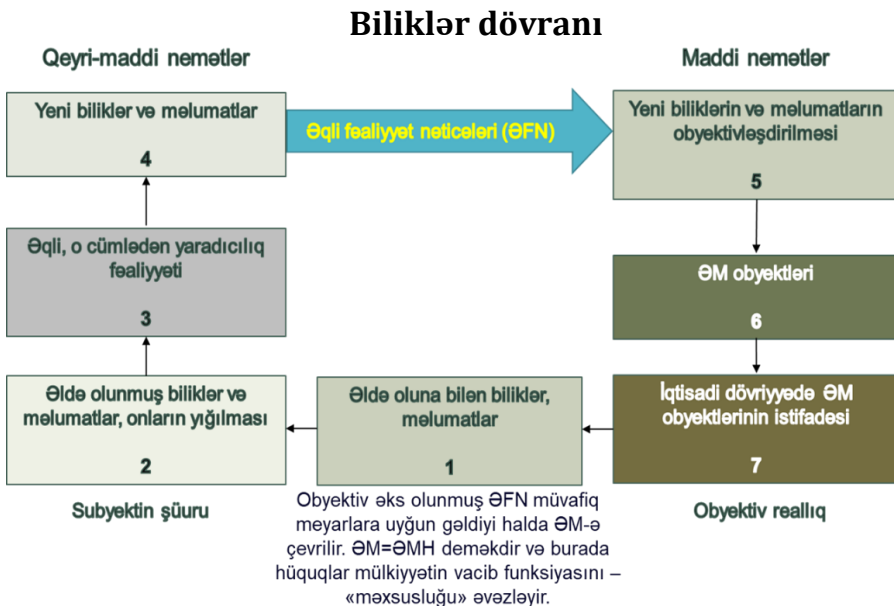 Biliklər dövranı
Qeyri-maddi nemətlər
Maddi nemətlər
Yeni biliklər və məlumatlar
4
Əqli fəaliyyət nəticələri (ƏFN)
Yeni biliklərin və məlumatların
obyektivləşdirilməsi
5
Əqli, o cümlədən yaradıcılıq
fəaliyyəti
3
ƏM obyektləri
6
Əldə olunmuş biliklər və
məlumatlar, onların yığılması
2
Əldə oluna bilən biliklər,
məlumatlar
1
İqtisadi dövriyyədə ƏM
obyektlərinin istifadəsi
7
Subyektin şüuru
Obyektiv reallıq
Obyektiv əks olunmuş ƏFN müvafiq
meyarlara uyğun gəldiyi halda ƏM-ə
çevrilir. ƏM=ƏMH deməkdir və burada
hüquqlar mülkiyyətin vacib funksiyasını –
«məxsusluğu» əvəzləyir.